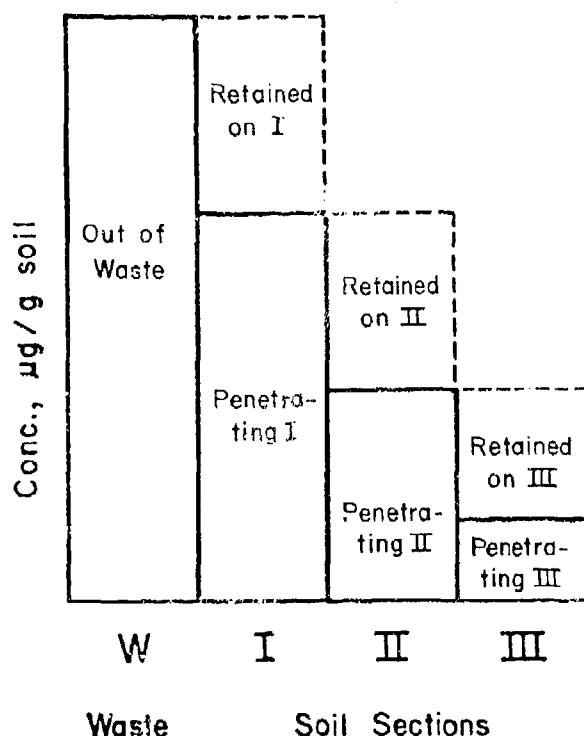 Conc., µg/g soil
Out of
Waste
Retained
on I
Penetra-
ting I
Retained
on II
Penetra-
ting II
Retained
on III
Penetra-
ting III
W I II III
Waste Soil Sections